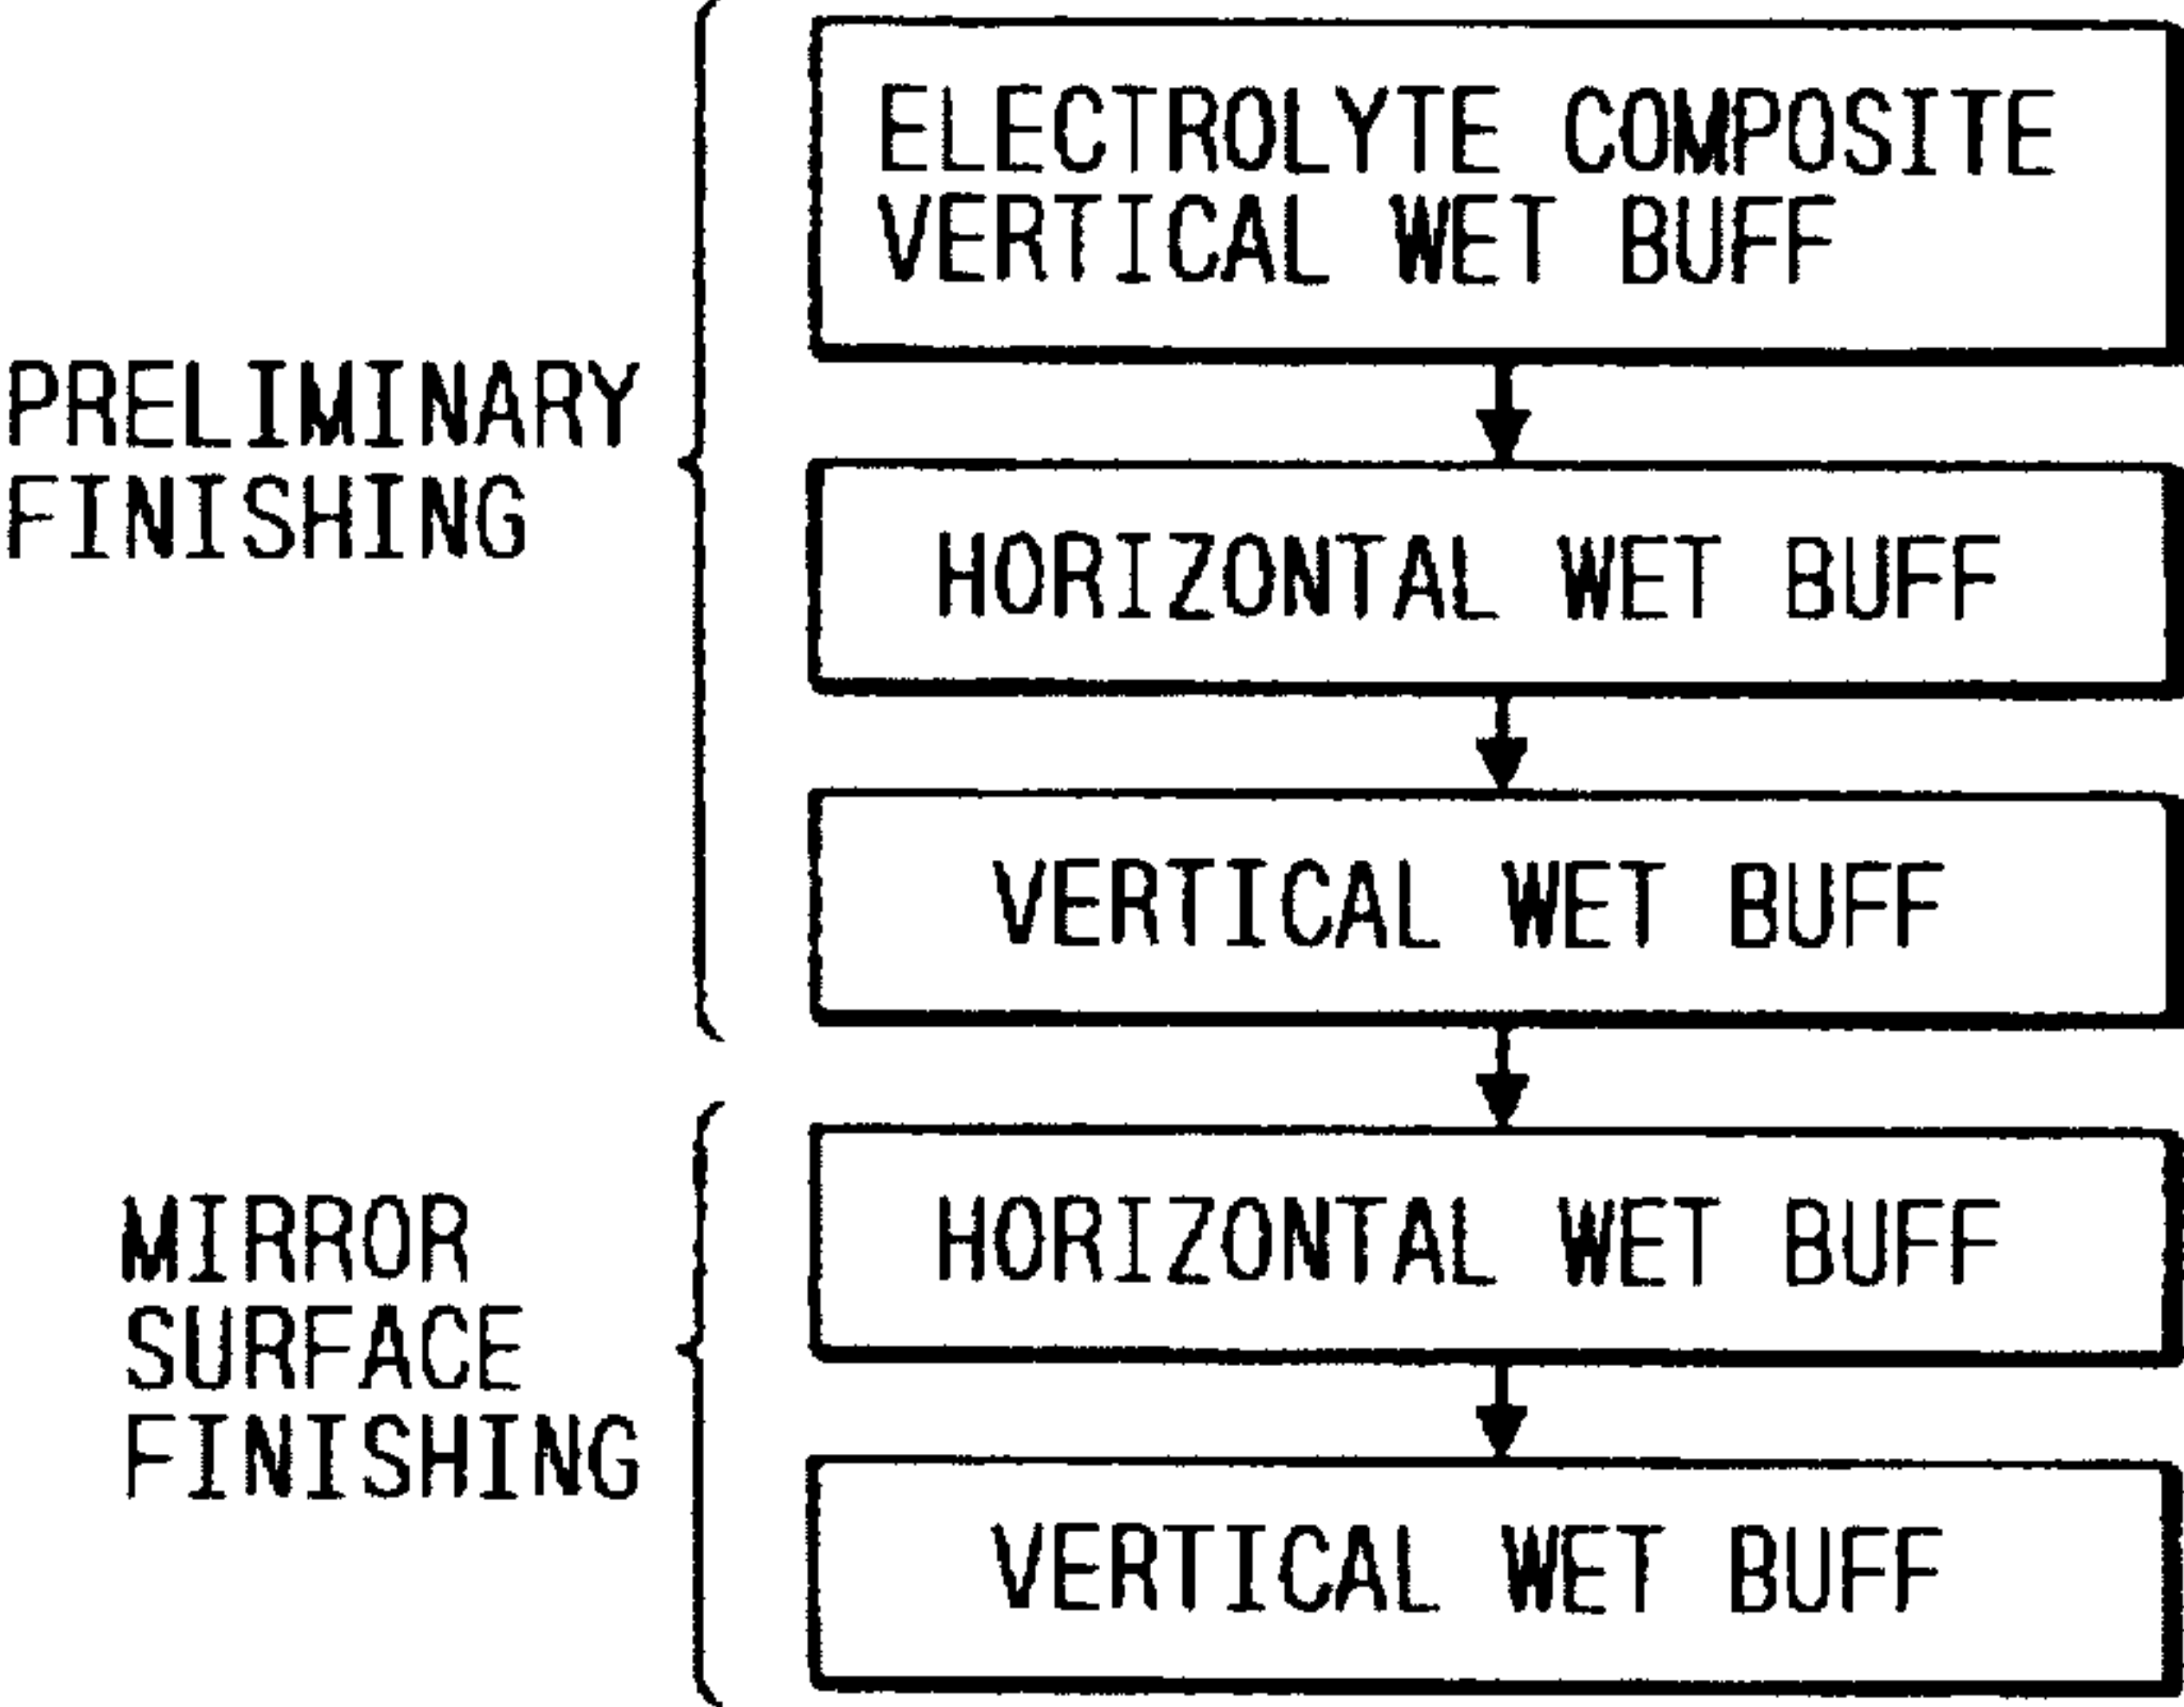 ELECTROLYTE COMPOSITE
VERTICAL WET BUFF
PRELIMINARY
FINISHING
HORIZONTAL WET BUFF
VERTICAL WET BUFF
MIRROR
SURFACE
FINISHING
HORIZONTAL WET BUFF
VERTICAL WET BUFF